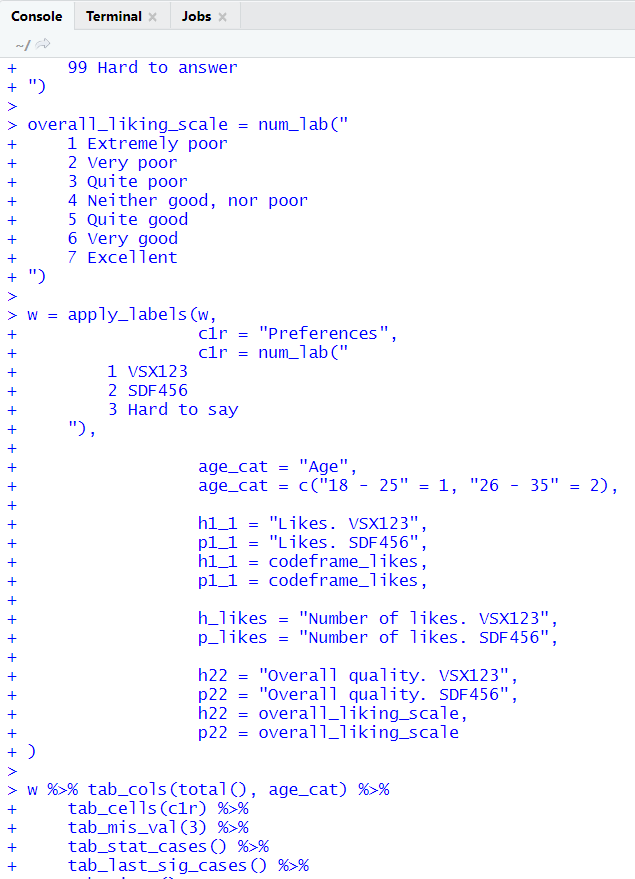 Console Terminal × Jobs ×
~/
+     99 Hard to answer
+ ")
>
> overall_liking_scale = num_lab("
+     1 Extremely poor
+     2 Very poor
+     3 Quite poor
+     4 Neither good, nor poor
+     5 Quite good
+     6 Very good
+     7 Excellent
+ ")
>
> w = apply_labels(w,
+                  c1r = "Preferences",
+                  c1r = num_lab("
+         1 VSX123
+         2 SDF456
+         3 Hard to say
+     "),
+
+                  age_cat = "Age",
+                  age_cat = c("18 - 25" = 1, "26 - 35" = 2),
+
+                  h1_1 = "Likes. VSX123",
+                  p1_1 = "Likes. SDF456",
+                  h1_1 = codeframe_likes,
+                  p1_1 = codeframe_likes,
+
+                  h_likes = "Number of likes. VSX123",
+                  p_likes = "Number of likes. SDF456",
+
+                  h22 = "Overall quality. VSX123",
+                  p22 = "Overall quality. SDF456",
+                  h22 = overall_liking_scale,
+                  p22 = overall_liking_scale
+ )
>
> w %>% tab_cols(total(), age_cat) %>%
+     tab_cells(c1r) %>%
+     tab_mis_val(3) %>%
+     tab_stat_cases() %>%
+     tab_last_sig_cases() %>%